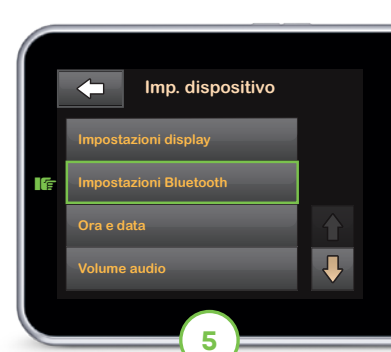 Imp. dispositivo
Impostazioni display
Impostazioni Bluetooth
Ora e data
Volume audio
5